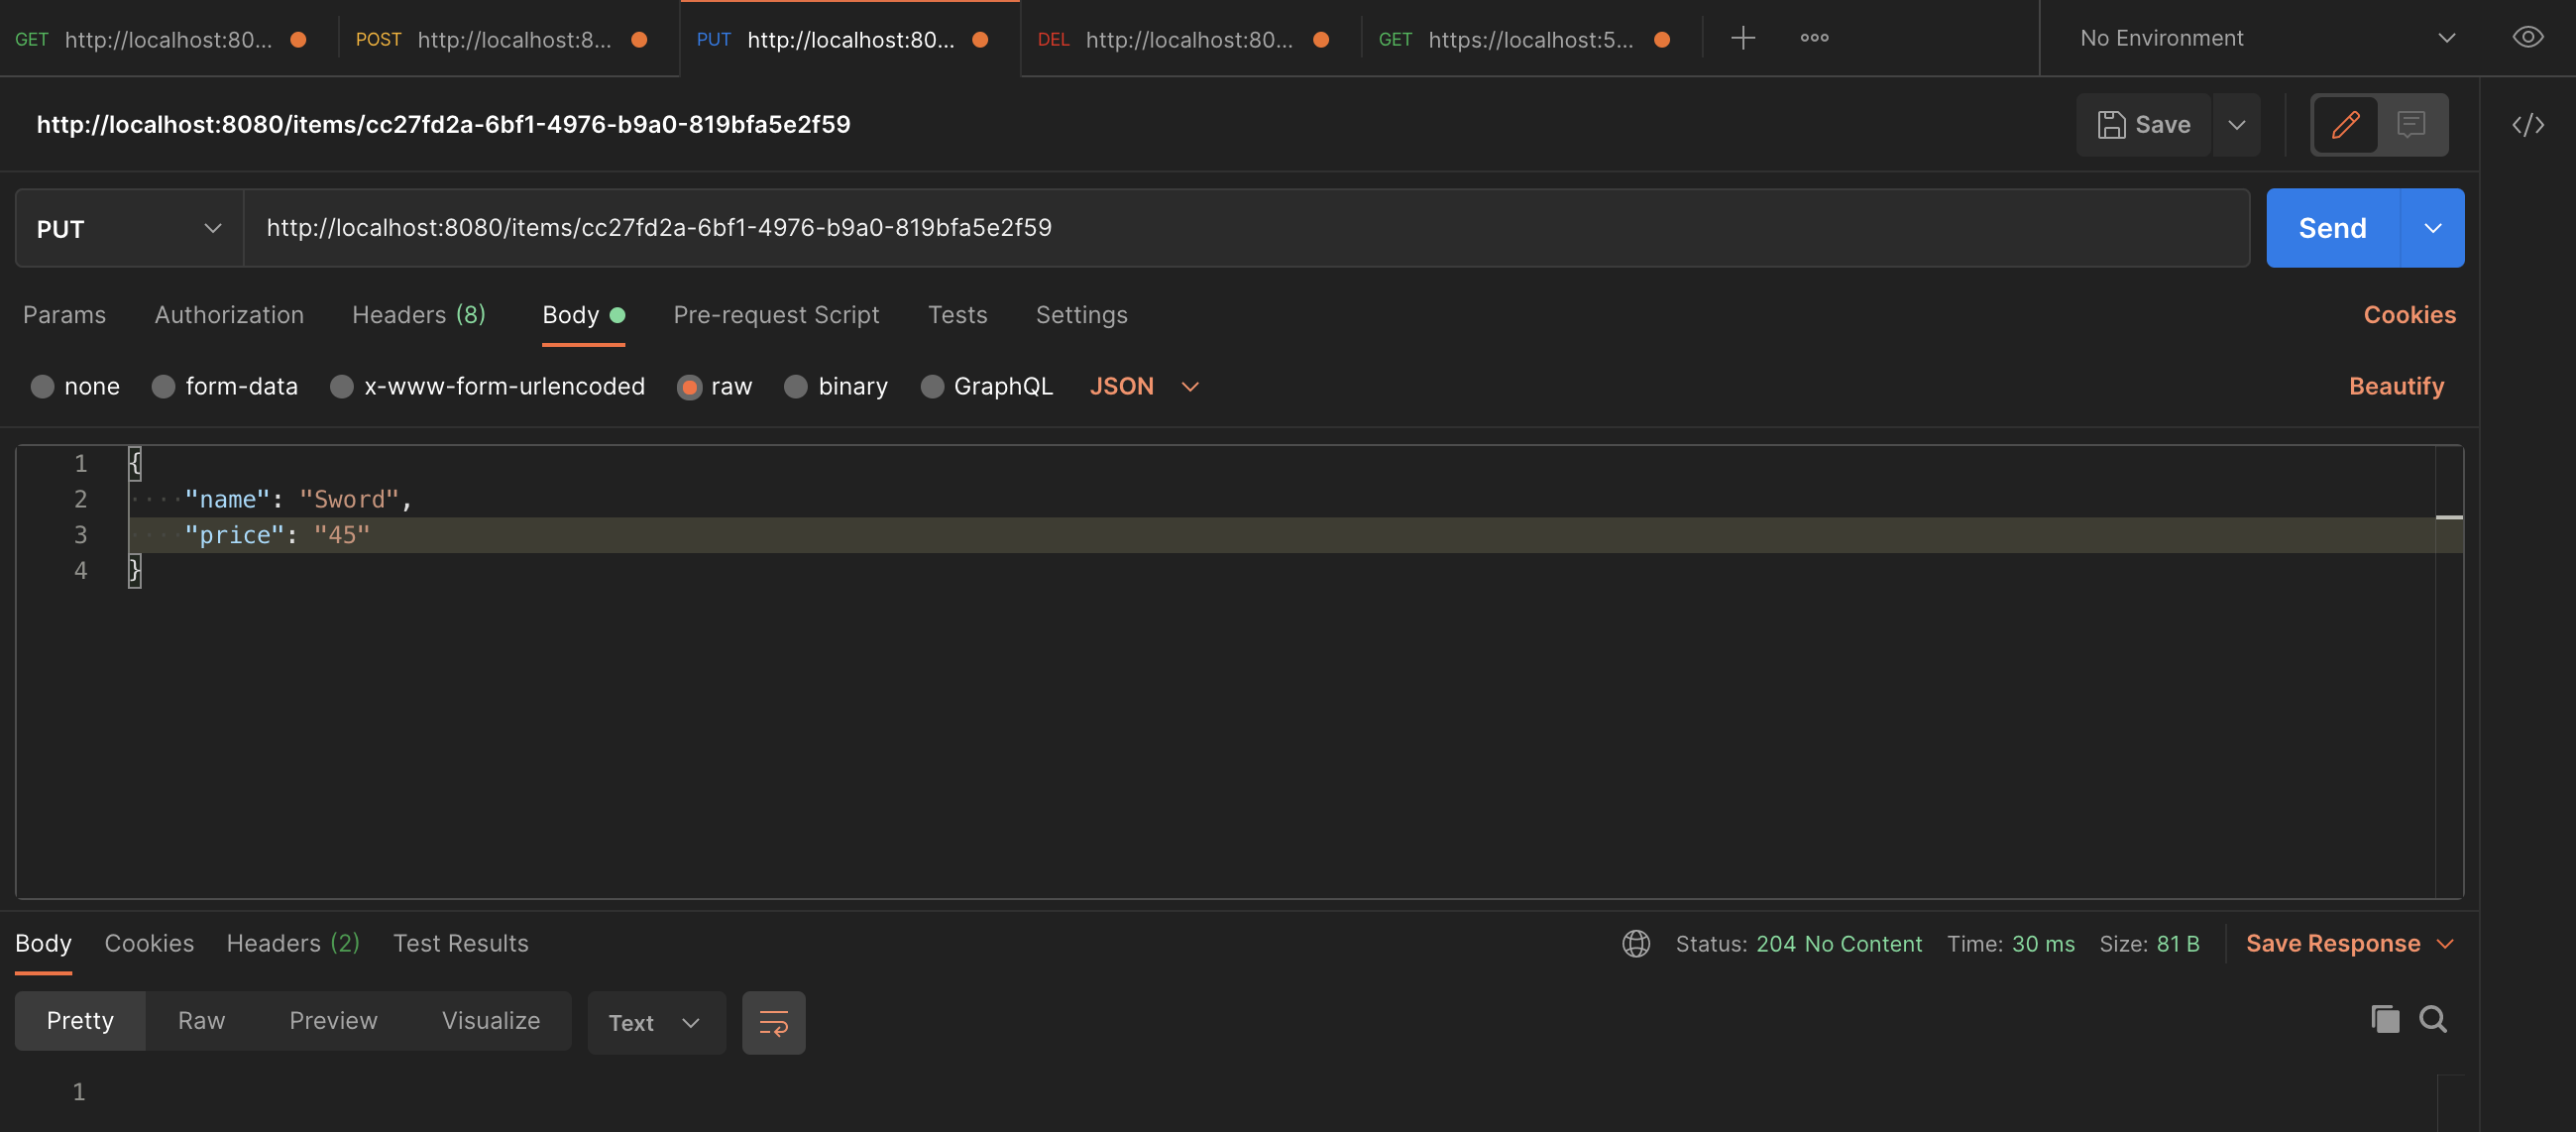 GET http://localhost:80... POST http://localhost:8... PUT http://localhost:80... DEL http://localhost:80... GET https://localhost:5... No Environment
http://localhost:8080/items/cc27fd2a-6bf1-4976-b9a0-819bfa5e2f59 Save
PUT http://localhost:8080/items/cc27fd2a-6bf1-4976-b9a0-819bfa5e2f59 Send
Params Authorization Headers (8) Body Pre-request Script Tests Settings Cookies
none form-data x-www-form-urlencoded raw binary GraphQL JSON Beautify
1 {
2 "name": "Sword",
3 "price": "45"
4 }
Body Cookies Headers (2) Test Results Status: 204 No Content Time: 30 ms Size: 81 B Save Response
Pretty Raw Preview Visualize Text
1